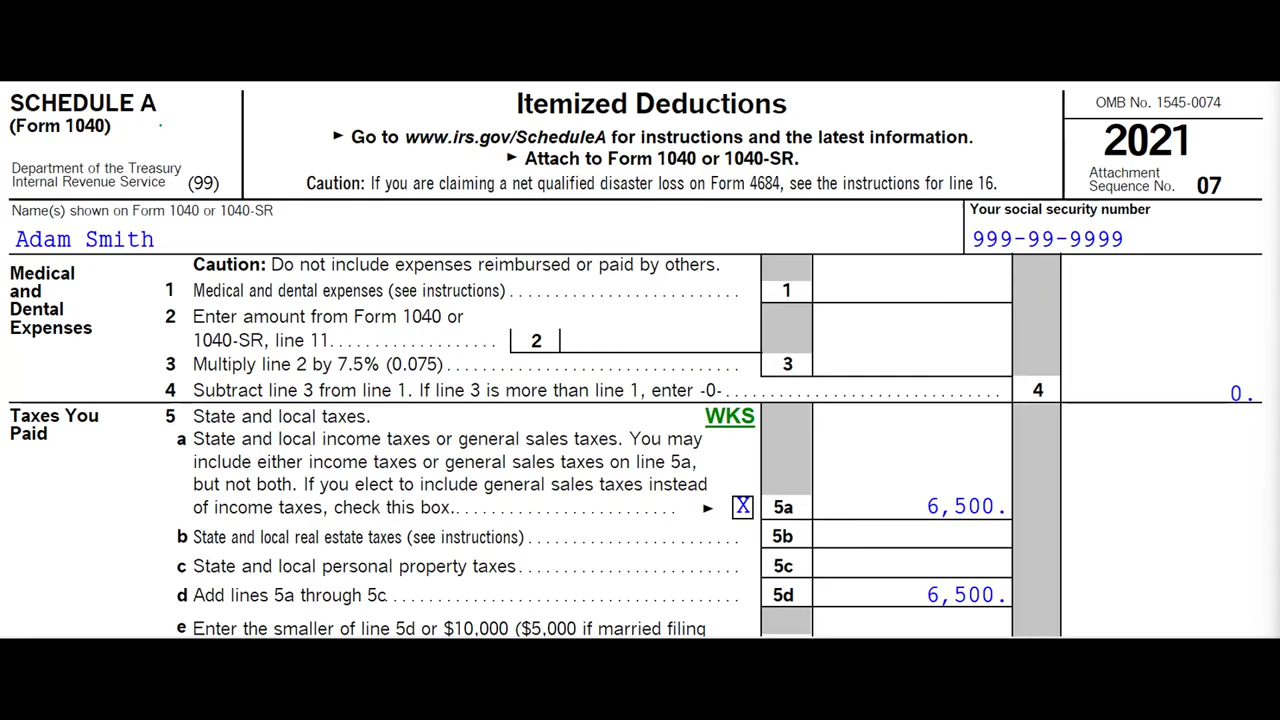 SCHEDULE A
(Form 1040)
Department of the Treasury
Internal Revenue Service (99)
Itemized Deductions
► Go to www.irs.gov/ScheduleA for instructions and the latest information.
► Attach to Form 1040 or 1040-SR.
Caution: If you are claiming a net qualified disaster loss on Form 4684, see the instructions for line 16.
OMB No. 1545-0074
2021
Attachment
Sequence No. 07
Name(s) shown on Form 1040 or 1040-SR
Adam Smith
Your social security number
999-99-9999
Medical
and
Dental
Expenses
Caution: Do not include expenses reimbursed or paid by others.
1 Medical and dental expenses (see instructions) . . . . . . . . . . . . . . . . . . . . . . . . 1
2 Enter amount from Form 1040 or
1040-SR, line 11. . . . . . . . . . . . . . . . . 2
3 Multiply line 2 by 7.5% (0.075) . . . . . . . . . . . . . . . . . . . . . . . . . . . . . . 3
4 Subtract line 3 from line 1. If line 3 is more than line 1, enter -0- . . . . . . . . . . . . . . . . . . . . . . . . . . . . 4 0.
Taxes You
Paid
5 State and local taxes. WKS
a State and local income taxes or general sales taxes. You may
include either income taxes or general sales taxes on line 5a,
but not both. If you elect to include general sales taxes instead
of income taxes, check this box. . . . . . . . . . . . . . . . . . . . . . . . ► X 5a 6,500.
b State and local real estate taxes (see instructions) . . . . . . . . . . . . . . . . . . . . . . 5b
c State and local personal property taxes. . . . . . . . . . . . . . . . . . . . . . . 5c
d Add lines 5a through 5c. . . . . . . . . . . . . . . . . . . . . . . . . . . . . . . . . . . 5d 6,500.
e Enter the smaller of line 5d or $10,000 ($5,000 if married filing